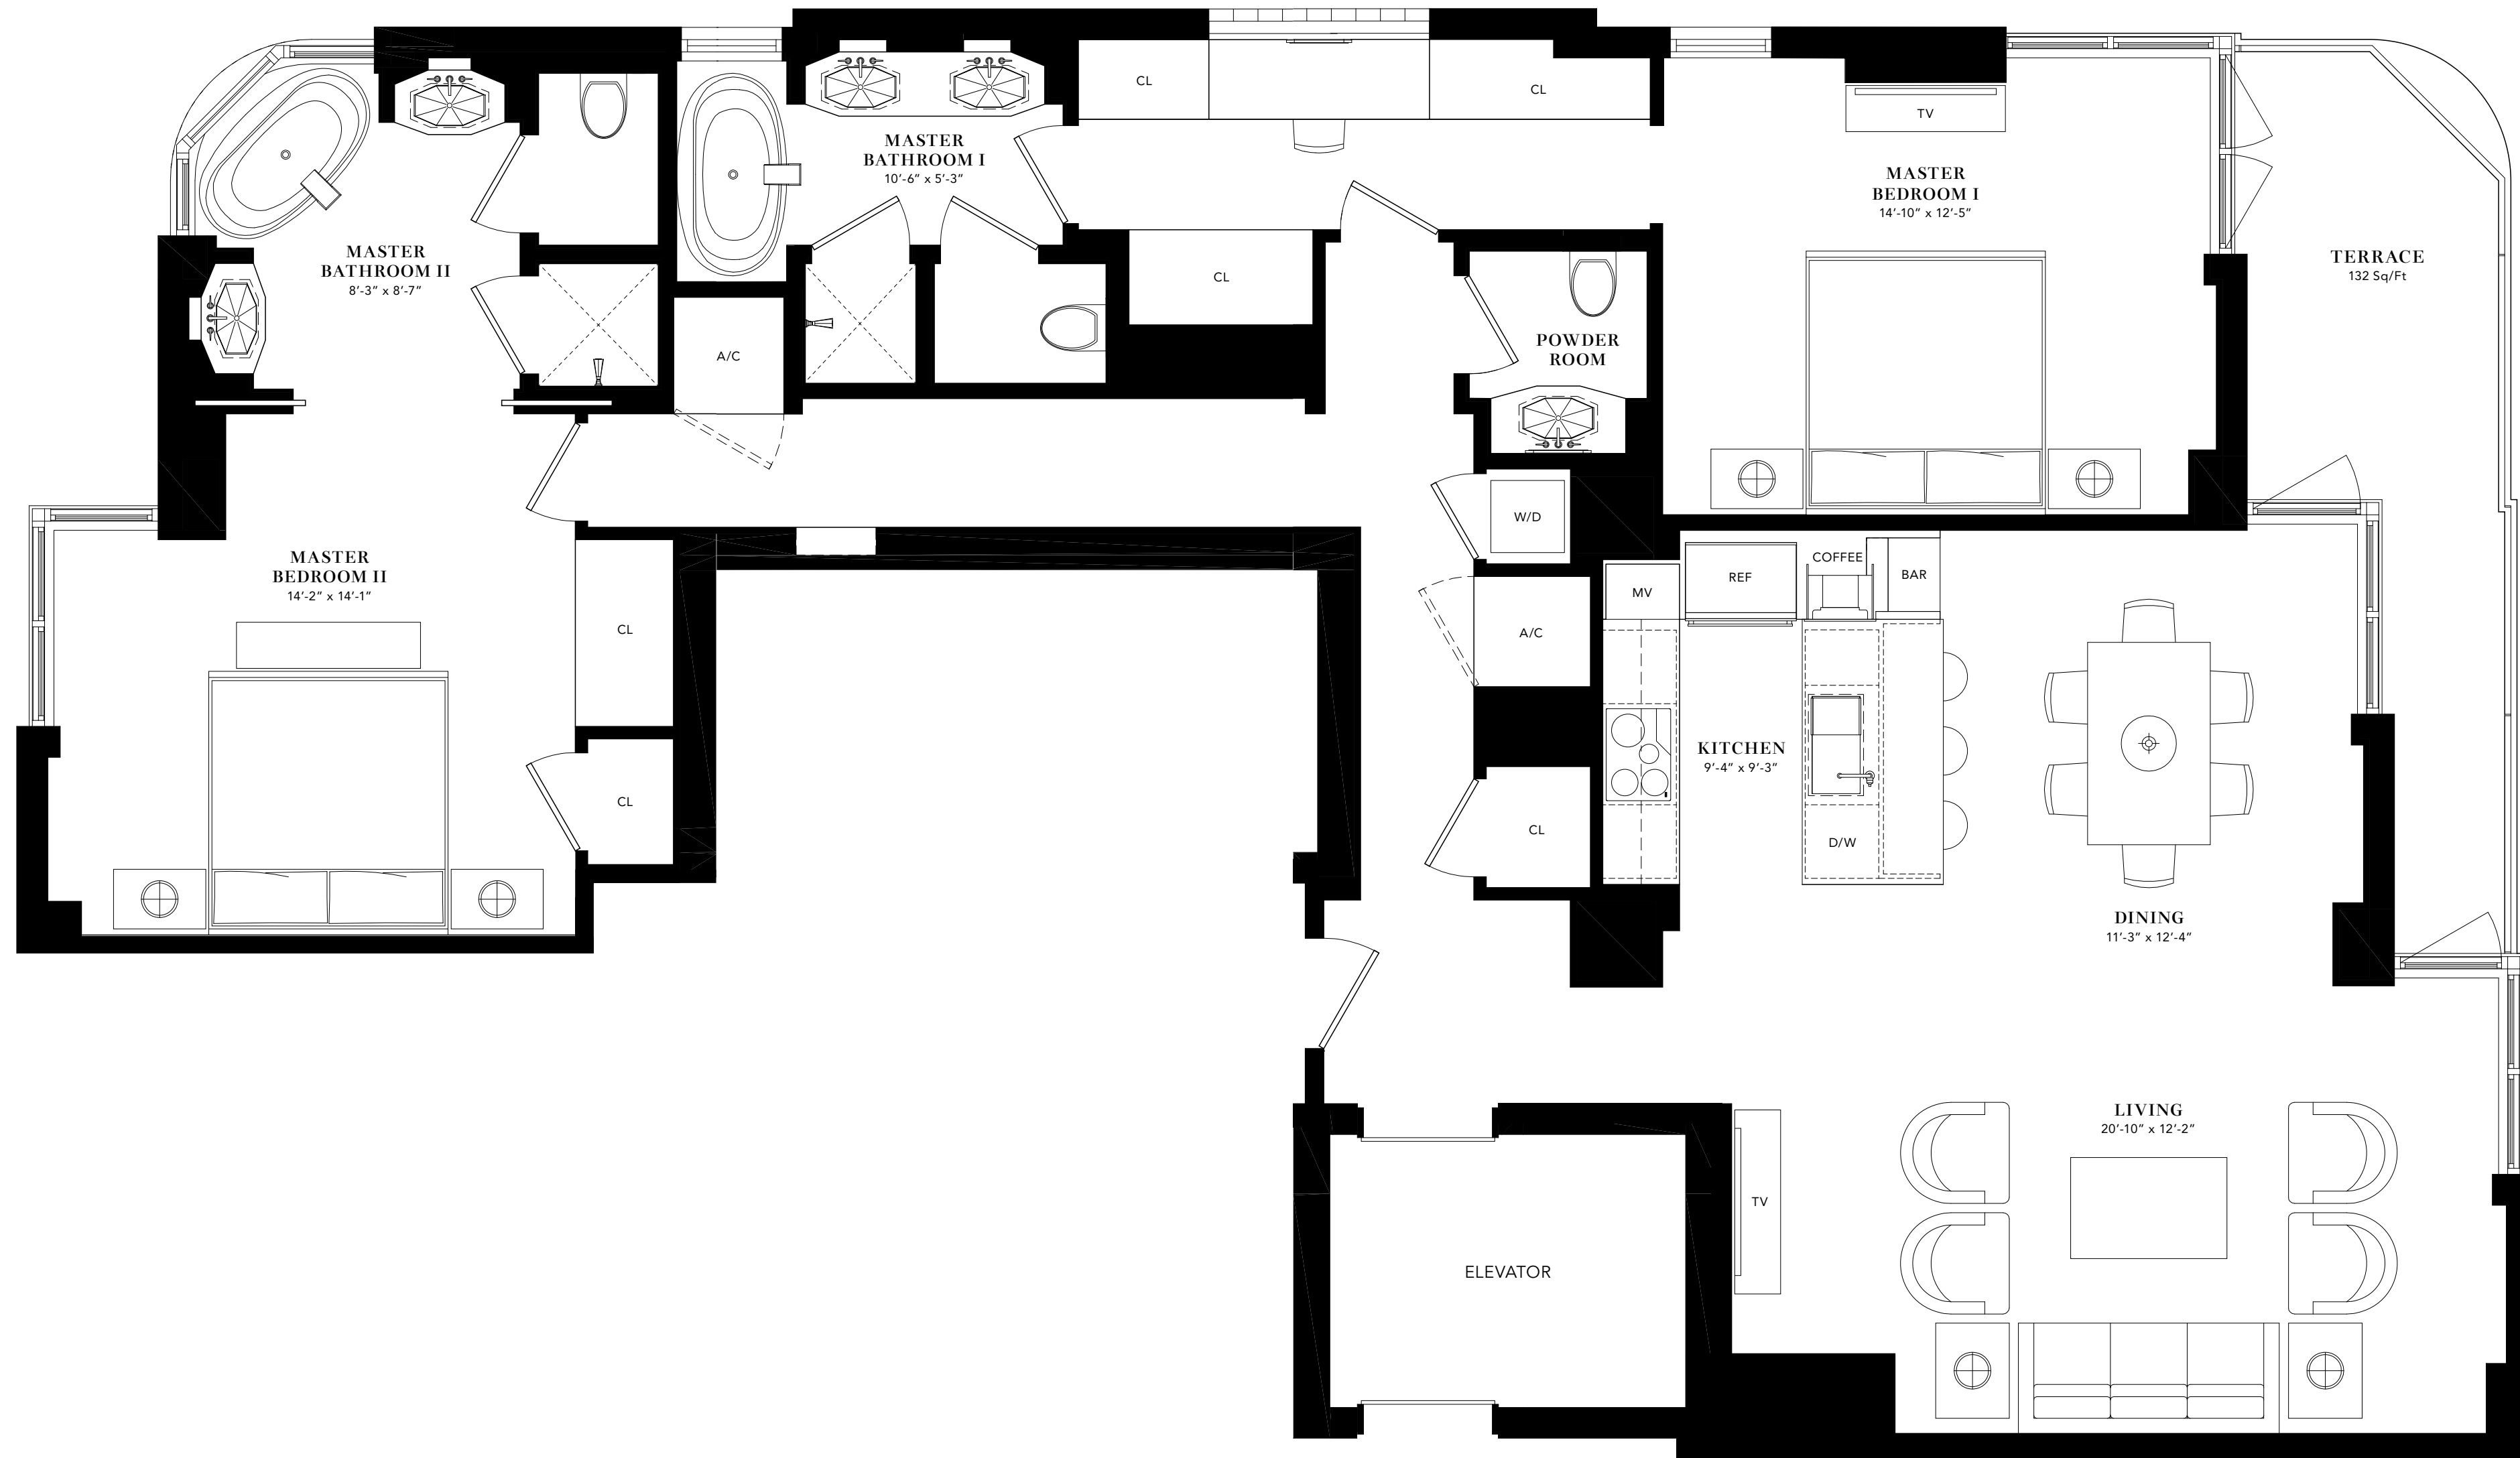 CL
CL
TV
MASTER
BATHROOM I
10'-6" x 5'-3"
MASTER
BEDROOM I
14'-10" x 12'-5"
MASTER
BATHROOM II
8'-3" x 8'-7"
CL
TERRACE
132 Sq/Ft
A/C
POWDER
ROOM
W/D
MASTER
BEDROOM II
14'-2" x 14'-1"
CL
CL
A/C
CL
MV
REF
COFFEE
BAR
KITCHEN
9'-4" x 9'-3"
D/W
DINING
11'-3" x 12'-4"
LIVING
20'-10" x 12'-2"
TV
ELEVATOR